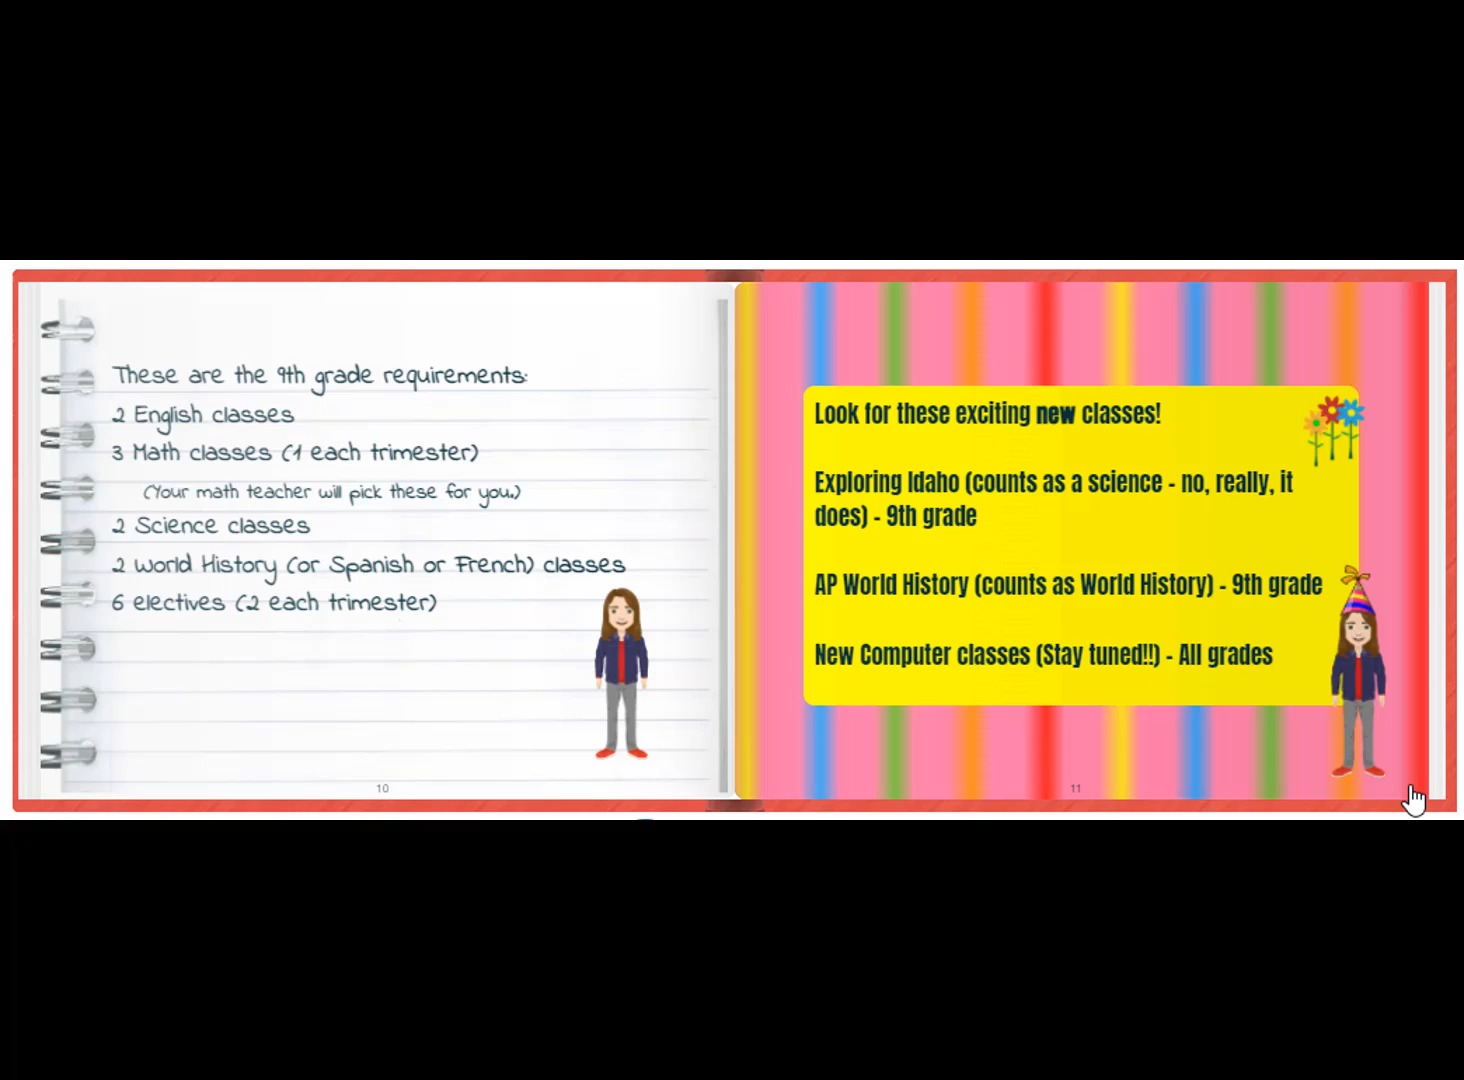 These are the 9th grade requirements:
2 English classes
3 Math classes (1 each trimester)
(Your math teacher will pick these for you.)
2 Science classes
2 World History (or Spanish or French) classes
6 electives (2 each trimester)
10
Look for these exciting new classes!
Exploring Idaho (counts as a science - no, really, it
does) - 9th grade
AP World History (counts as World History) - 9th grade
New Computer classes (Stay tuned!!) - All grades
11